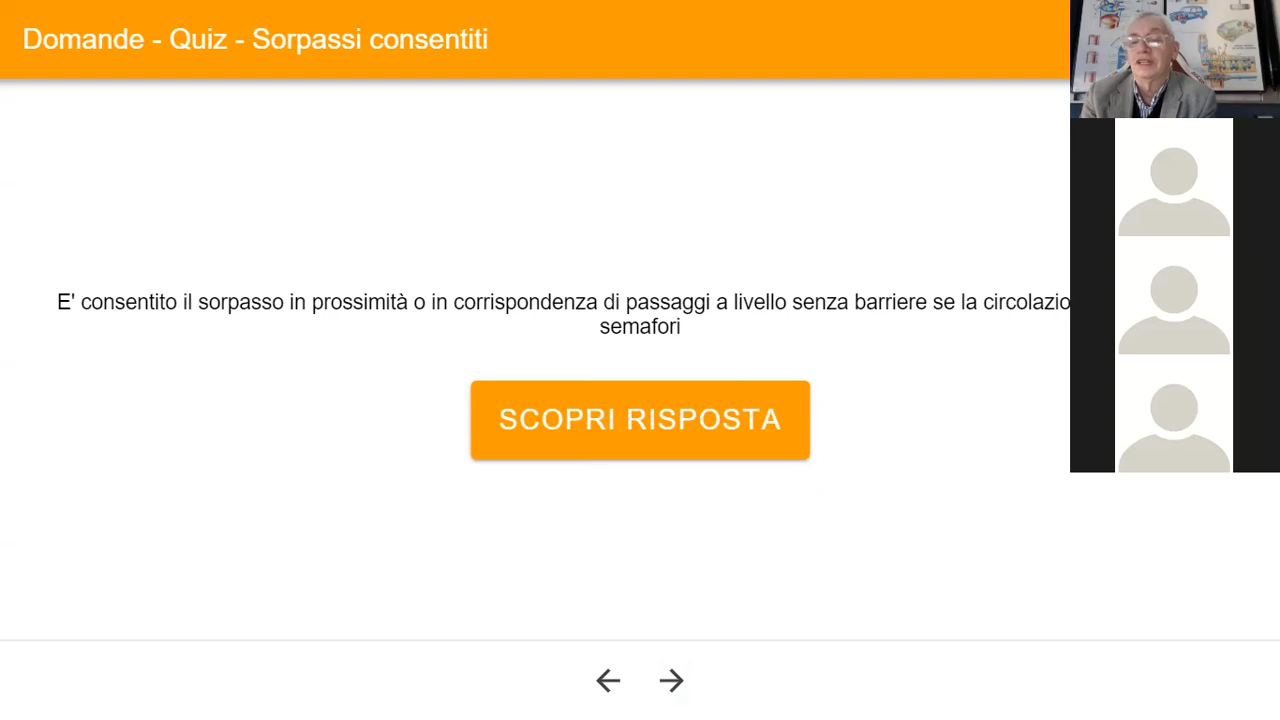 Domande - Quiz - Sorpassi consentiti
E' consentito il sorpasso in prossimità o in corrispondenza di passaggi a livello senza barriere se la
semafori
SCOPRI RISPOSTA